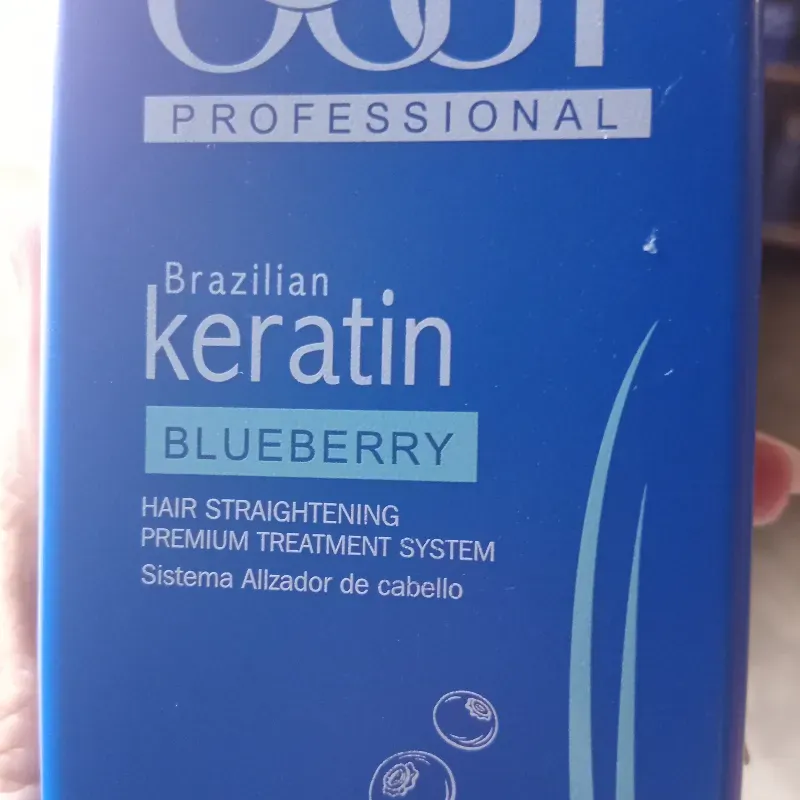 PROFESSIONAL
Brazilian
keratin
BLUEBERRY
HAIR STRAIGHTENING
PREMIUM TREATMENT SYSTEM
Sistema Allzador de cabello